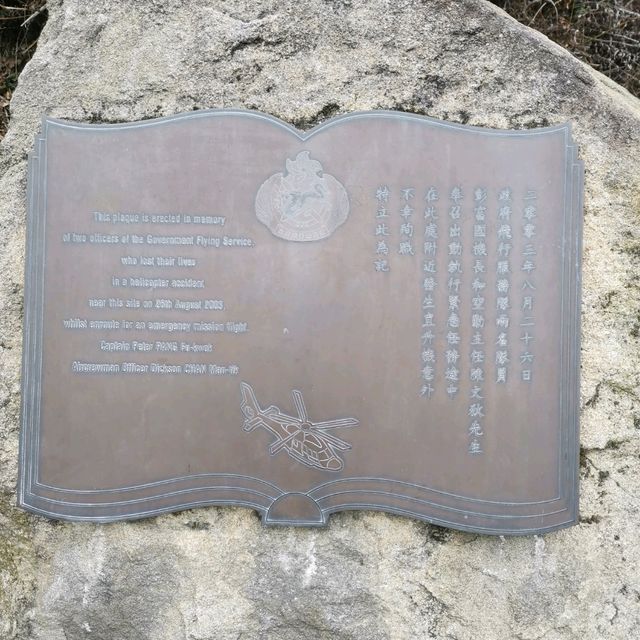 This plaque is erected in memory
of two officers of the Government Flying Service,
who lost their lives
in a helicopter accident
near this site on 26th August 2003,
whilst enroute for an emergency mission flight.
Captain Peter PANG Fu-kwok
Aircrewman Officer Dickson CHAN Man-tik
二零零三年八月二十六日
政府飛行服務隊兩名隊員
彭富國機長和空勤主任陳文狄先生
奉召出動執行緊急任務途中
在此處附近發生直升機意外
不幸殉職
特立此為記